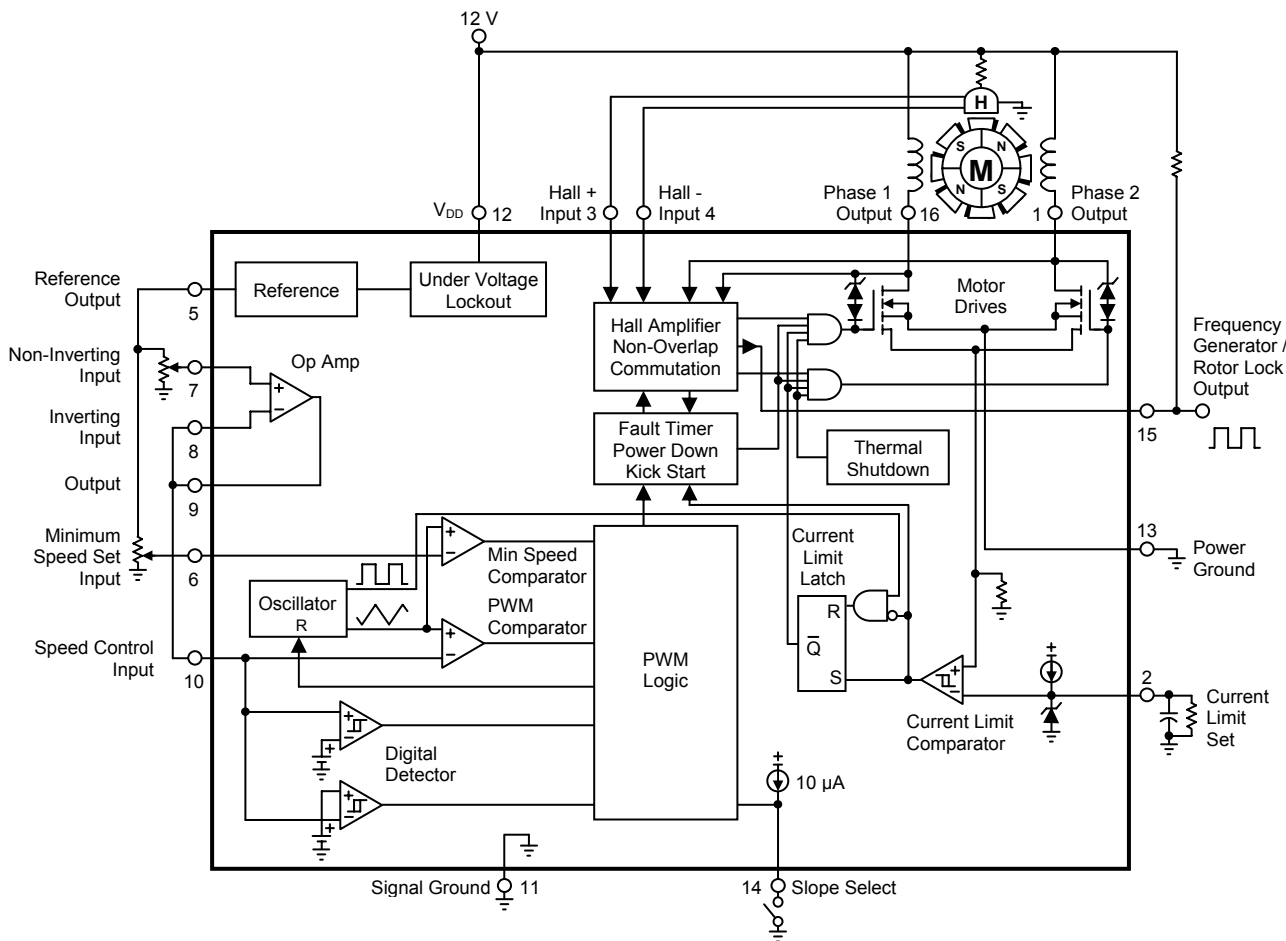 12 V
H
S
N
M
N
S
Hall +
Input 3
Hall -
Input 4
Phase 1
Output
16
Phase 2
Output
1
VDD
12
Reference
Output
5
Reference
Under Voltage
Lockout
Hall Amplifier
Non-Overlap
Commutation
Motor
Drives
Frequency
Generator /
Rotor Lock
Output
15
Non-Inverting
Input
7
Op Amp
+
−
Inverting
Input
8
Output
9
Fault Timer
Power Down
Kick Start
Thermal
Shutdown
Minimum
Speed Set
Input
6
+
−
Min Speed
Comparator
Oscillator
R
PWM
Comparator
+
−
Speed Control
Input
10
PWM
Logic
Current
Limit
Latch
R
Q̅
S
13
Power
Ground
+
−
Current Limit
Comparator
+
2
Current
Limit
Set
+
−
+
Digital
Detector
+
−
+
+
10 µA
Signal Ground
11
14
Slope Select